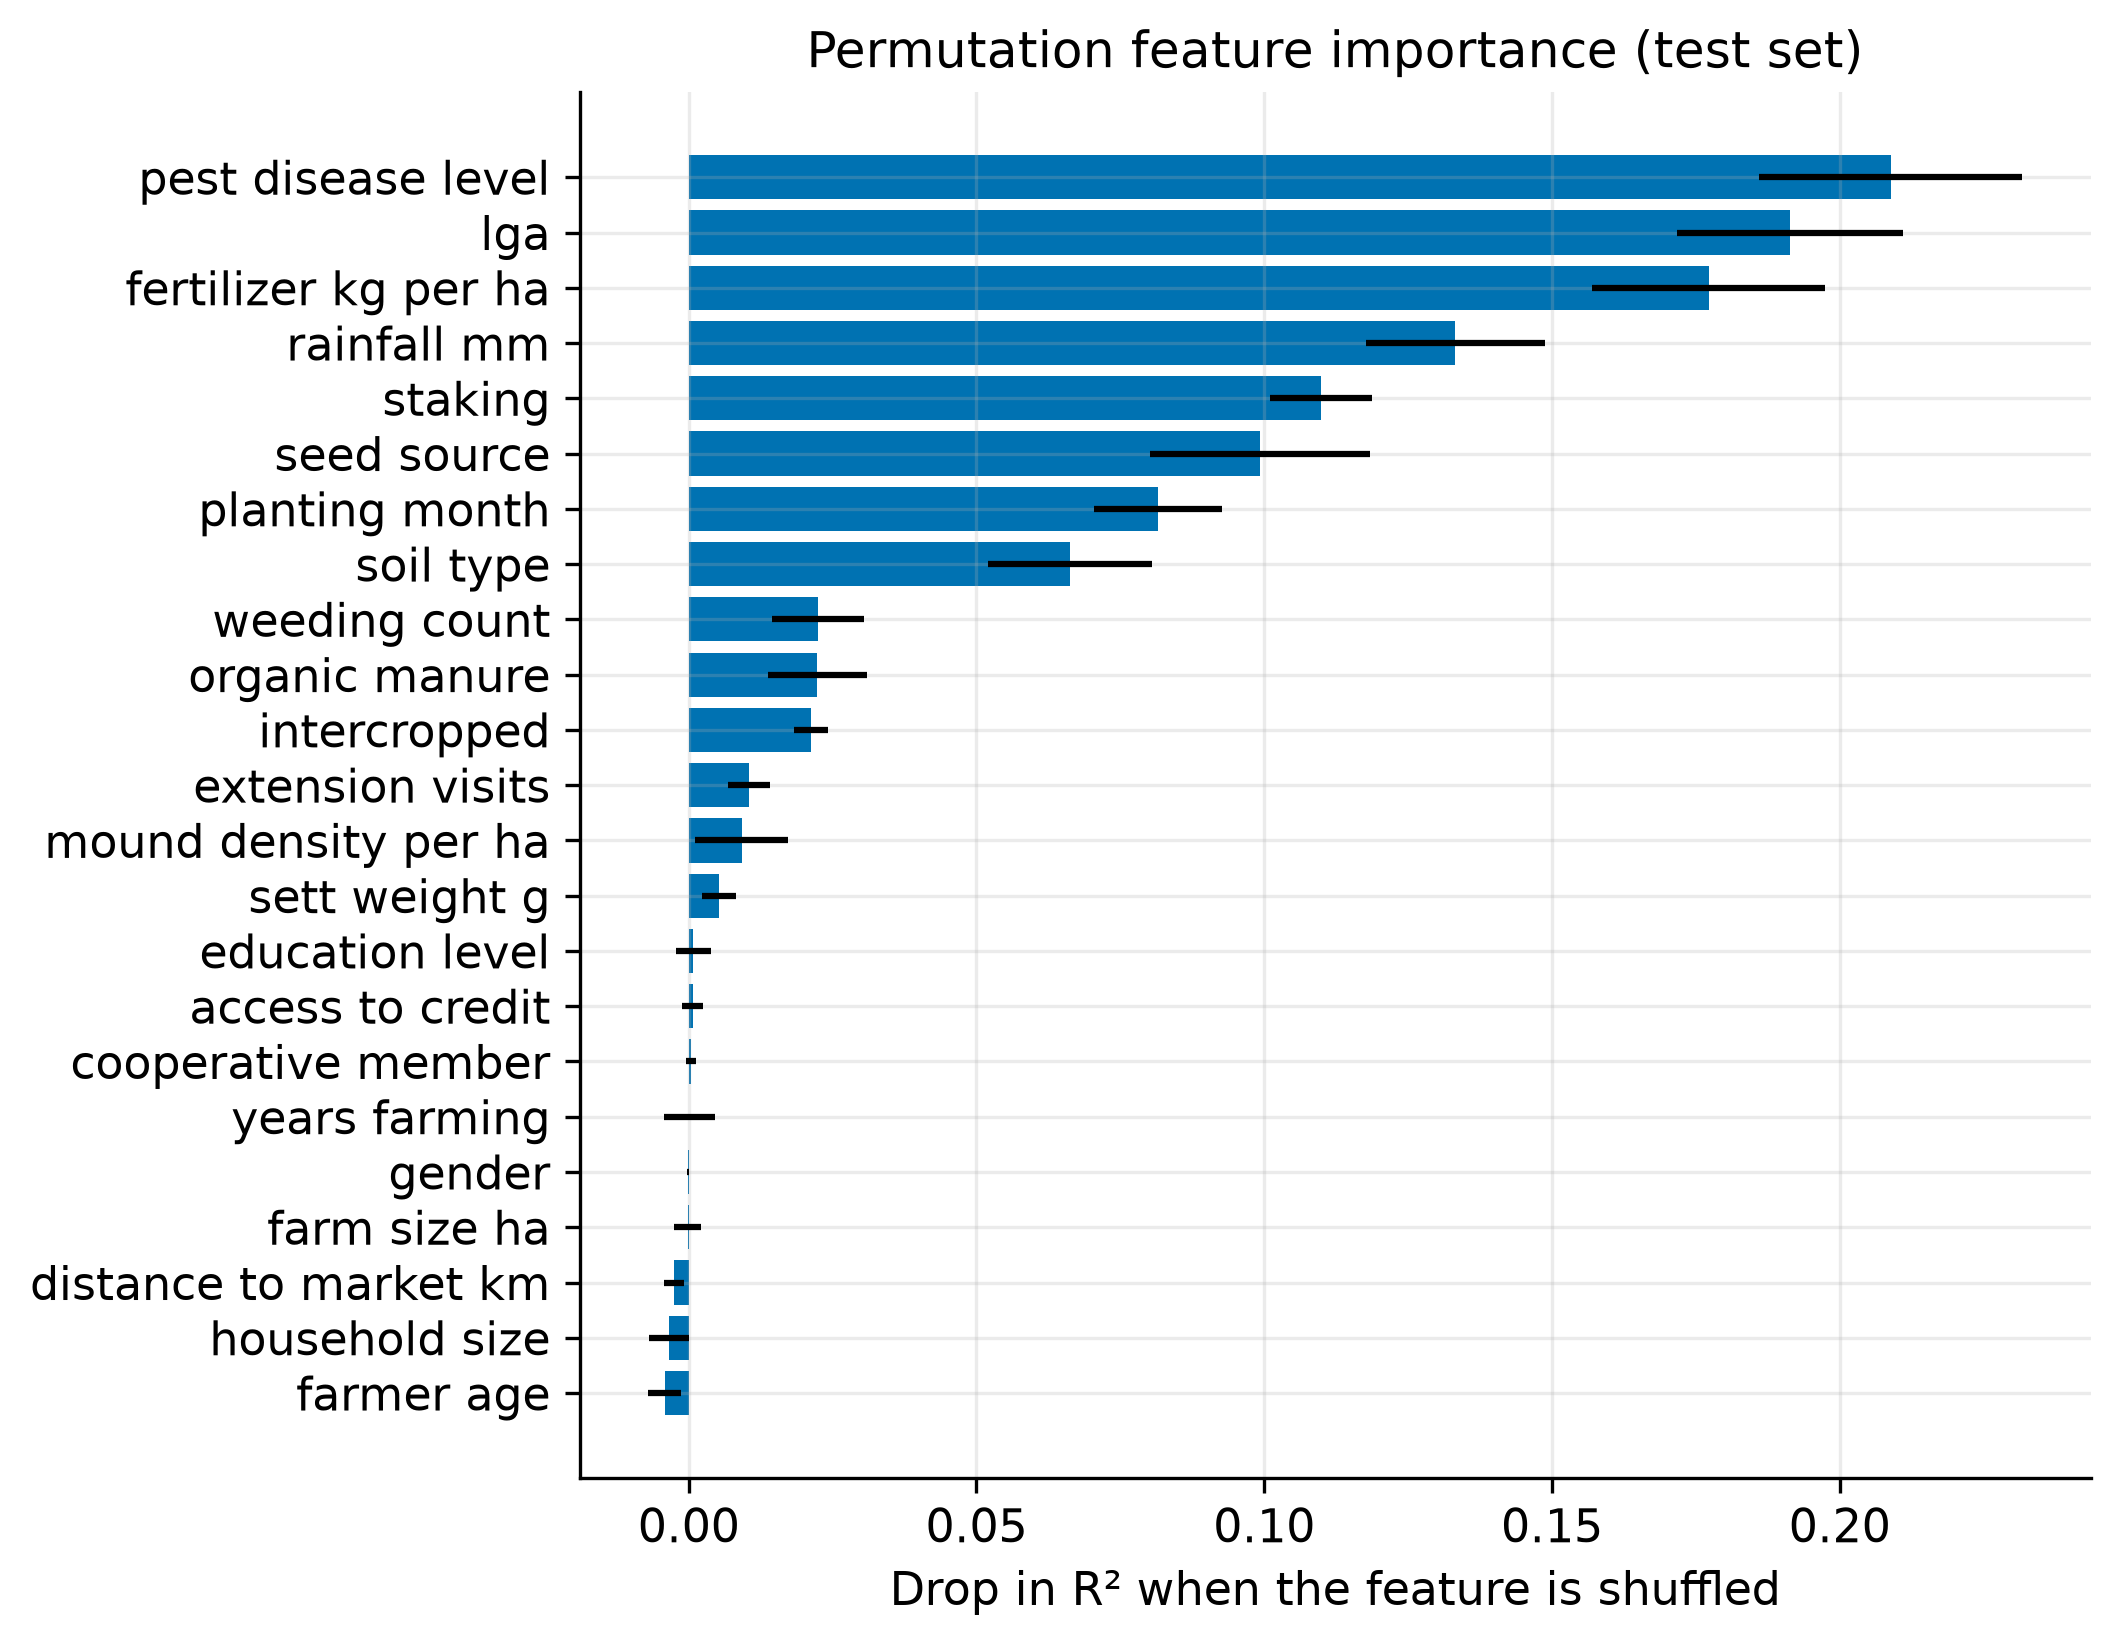 Permutation feature importance (test set)
pest disease level
lga
fertilizer kg per ha
rainfall mm
staking
seed source
planting month
soil type
weeding count
organic manure
intercropped
extension visits
mound density per ha
sett weight g
education level
access to credit
cooperative member
years farming
gender
farm size ha
distance to market km
household size
farmer age
0.00 0.05 0.10 0.15 0.20
Drop in R² when the feature is shuffled